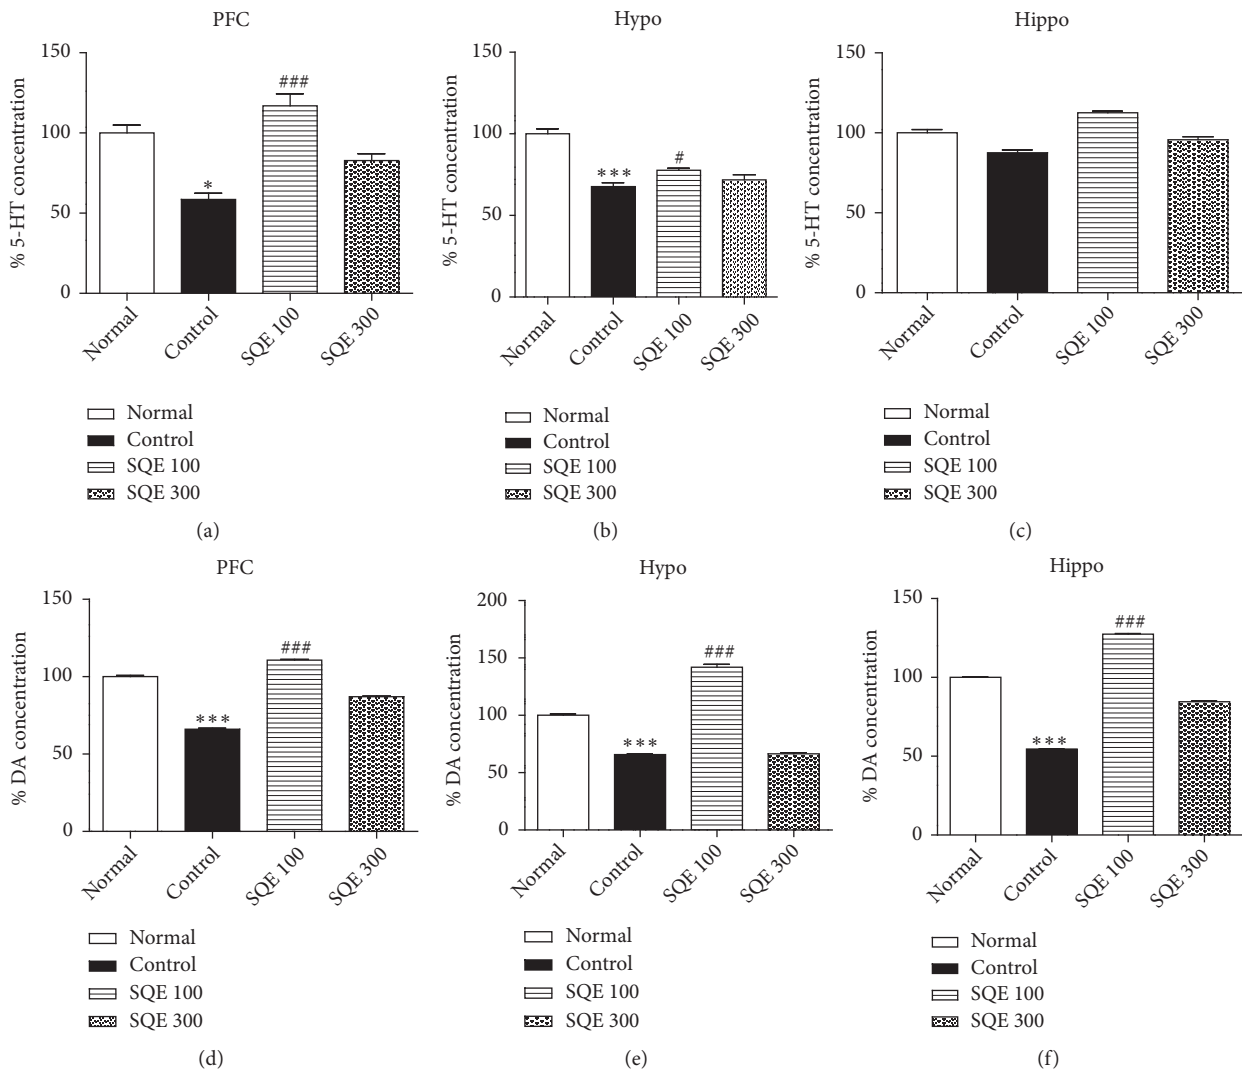 PFC
% 5-HT concentration
150
100
50
0
*
###
Normal
Control
SQE 100
SQE 300
Normal
Control
SQE 100
SQE 300
(a)
Hypo
% 5-HT concentration
150
100
50
0
***
#
Normal
Control
SQE 100
SQE 300
Normal
Control
SQE 100
SQE 300
(b)
Hippo
% 5-HT concentration
150
100
50
0
Normal
Control
SQE 100
SQE 300
Normal
Control
SQE 100
SQE 300
(c)
PFC
% DA concentration
150
100
50
0
***
###
Normal
Control
SQE 100
SQE 300
Normal
Control
SQE 100
SQE 300
(d)
Hypo
% DA concentration
200
150
100
50
0
***
###
Normal
Control
SQE 100
SQE 300
Normal
Control
SQE 100
SQE 300
(e)
Hippo
% DA concentration
150
100
50
0
***
###
Normal
Control
SQE 100
SQE 300
Normal
Control
SQE 100
SQE 300
(f)